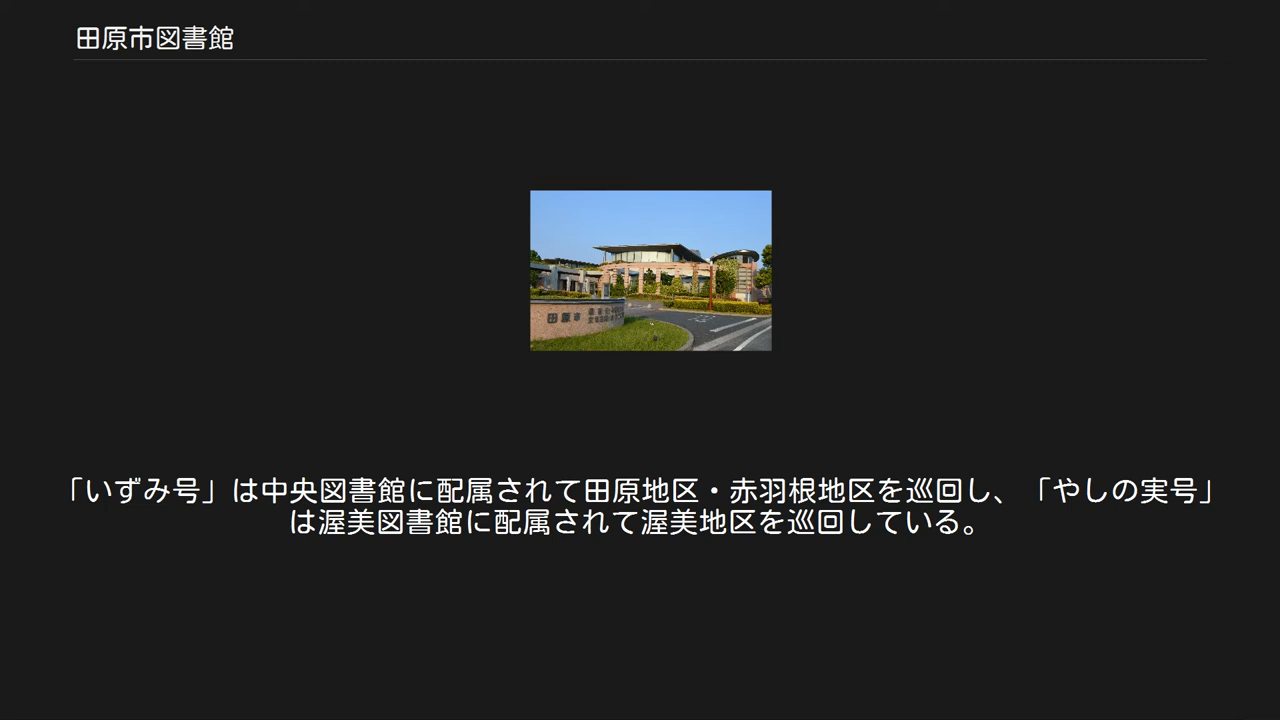 田原市図書館
田原市
「いずみ号」は中央図書館に配属されて田原地区・赤羽根地区を巡回し、「やしの実号」
は渥美図書館に配属されて渥美地区を巡回している。